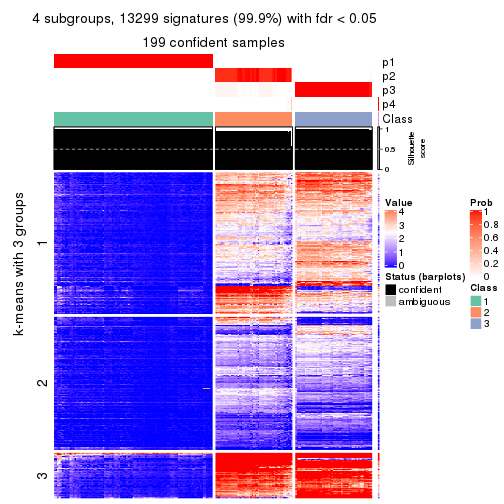 4 subgroups, 13299 signatures (99.9%) with fdr < 0.05
199 confident samples
p1
p2
p3
p4
Class
1
0.5
0
Silhouette
score
k-means with 3 groups
1
2
3
Value
4
3
2
1
0
Status (barplots)
confident
ambiguous
Prob
1
0.8
0.6
0.4
0.2
0
Class
1
2
3